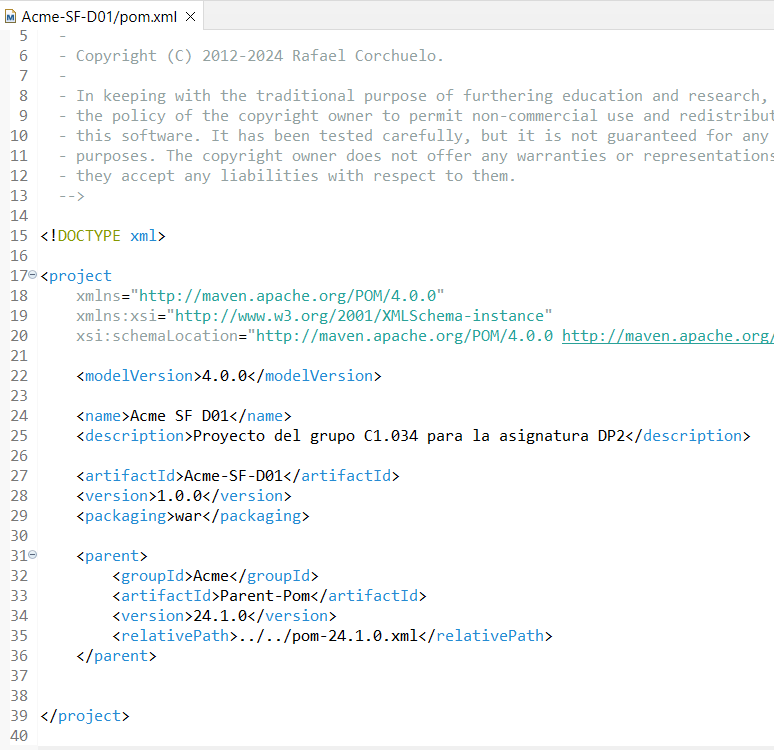 Acme-SF-D01/pom.xml
5 -
6 - Copyright (C) 2012-2024 Rafael Corchuelo.
7 -
8 - In keeping with the traditional purpose of furthering education and research,
9 - the policy of the copyright owner to permit non-commercial use and redistribut
10 - this software. It has been tested carefully, but it is not guaranteed for any
11 - purposes. The copyright owner does not offer any warranties or representations
12 - they accept any liabilities with respect to them.
13 -->
14
15 <!DOCTYPE xml>
16
17 <project
18 xmlns="http://maven.apache.org/POM/4.0.0"
19 xmlns:xsi="http://www.w3.org/2001/XMLSchema-instance"
20 xsi:schemaLocation="http://maven.apache.org/POM/4.0.0 http://maven.apache.org/
21
22 <modelVersion>4.0.0</modelVersion>
23
24 <name>Acme SF D01</name>
25 <description>Proyecto del grupo C1.034 para la asignatura DP2</description>
26
27 <artifactId>Acme-SF-D01</artifactId>
28 <version>1.0.0</version>
29 <packaging>war</packaging>
30
31 <parent>
32 <groupId>Acme</groupId>
33 <artifactId>Parent-Pom</artifactId>
34 <version>24.1.0</version>
35 <relativePath>../../pom-24.1.0.xml</relativePath>
36 </parent>
37
38
39 </project>
40